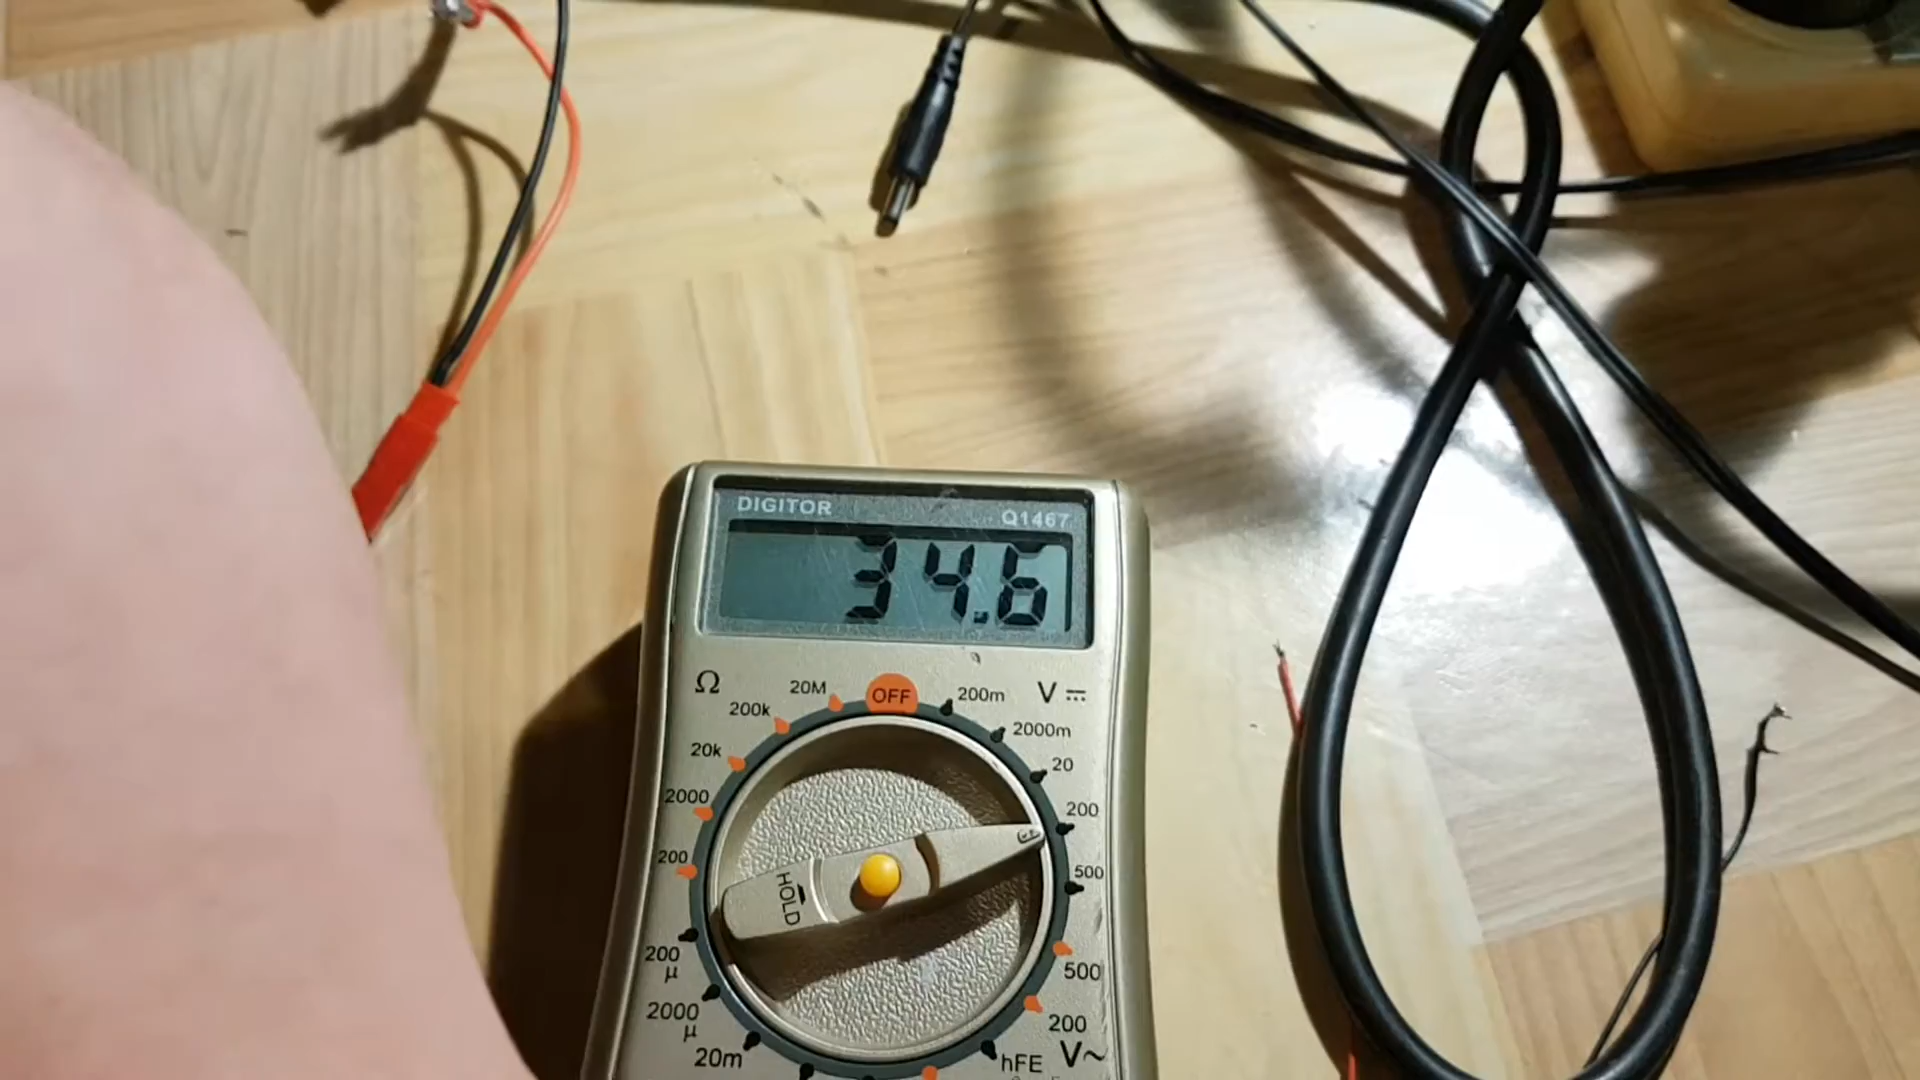 DIGITOR Q1467
34.6
Ω 20M OFF 200m V
200k 2000m
20k 20
2000 200
200 500
HOLD
200 μ 500
2000 μ 200
20m hFE V~